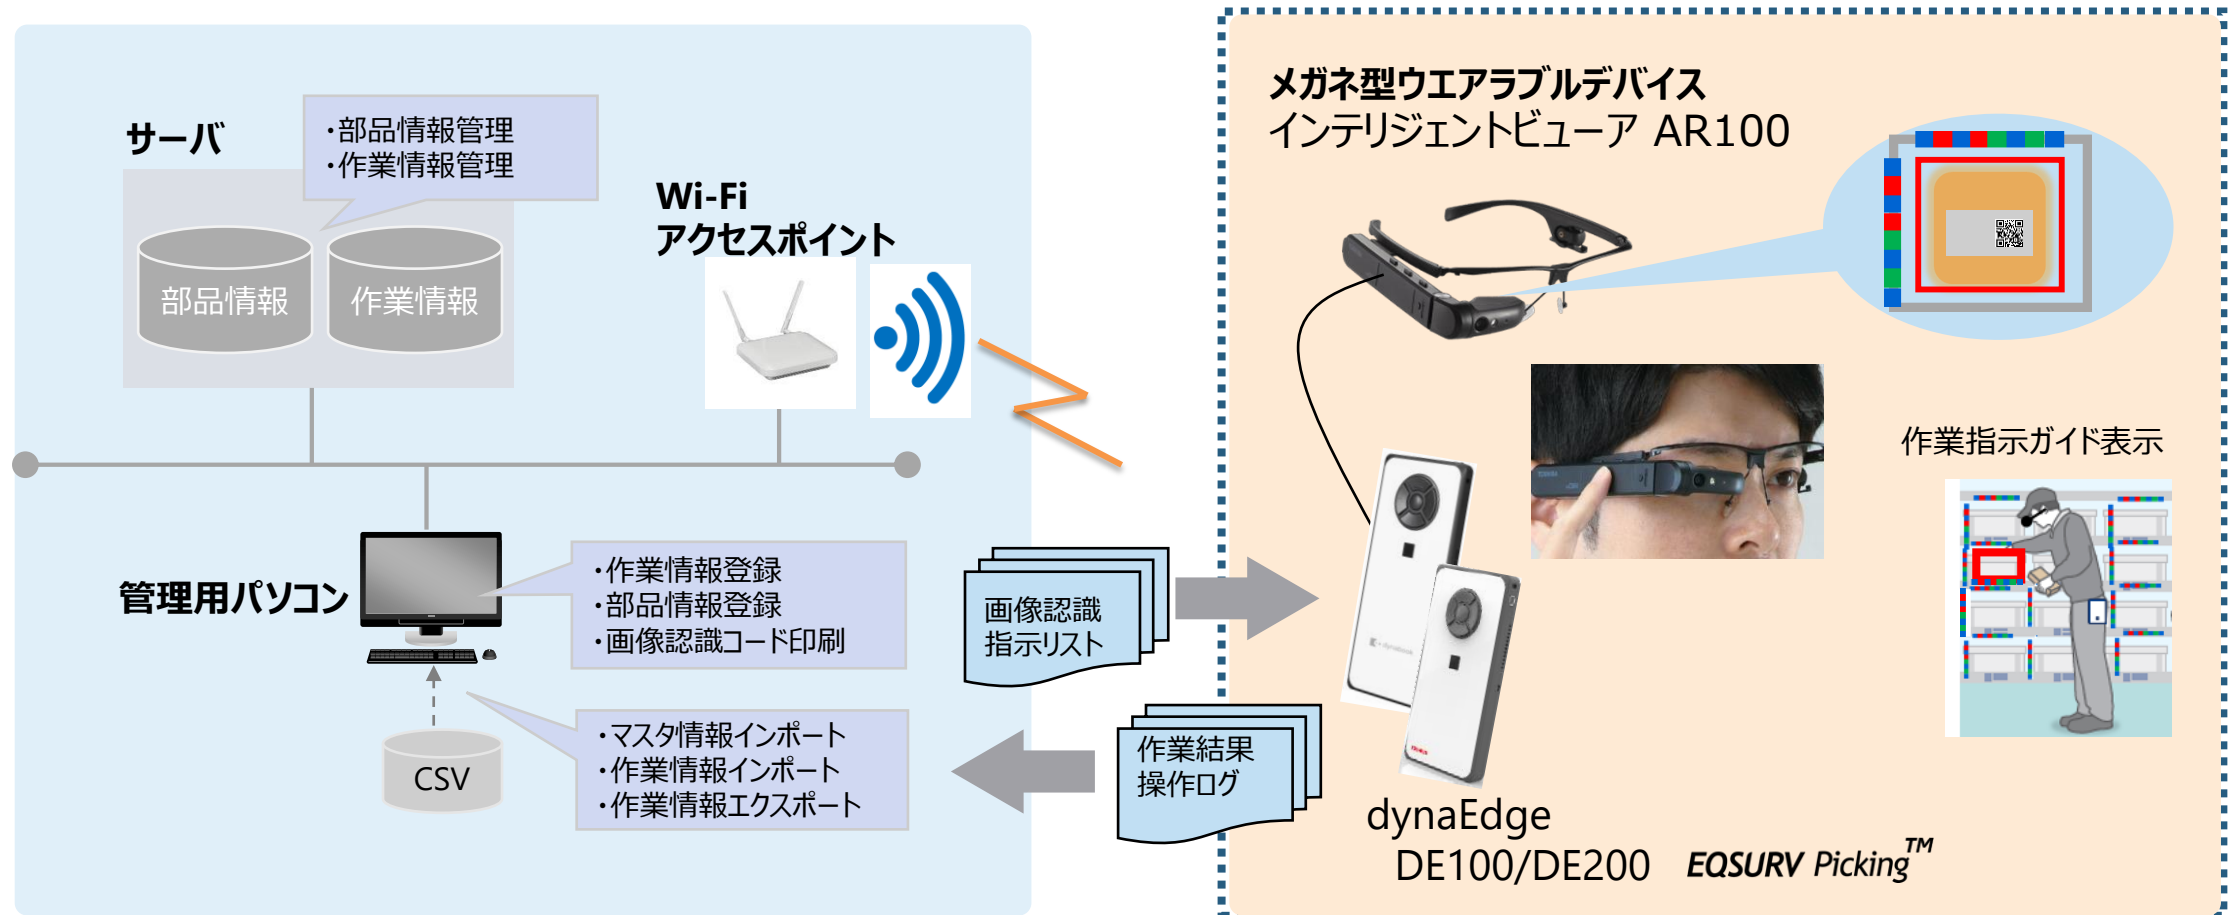 サーバ
・部品情報管理
・作業情報管理
部品情報
作業情報
Wi-Fi
アクセスポイント
管理用パソコン
・作業情報登録
・部品情報登録
・画像認識コード印刷
CSV
・マスタ情報インポート
・作業情報インポート
・作業情報エクスポート
画像認識
指示リスト
作業結果
操作ログ
メガネ型ウエアラブルデバイス
インテリジェントビューア AR100
作業指示ガイド表示
dynaEdge
DE100/DE200
EQSURV Picking™